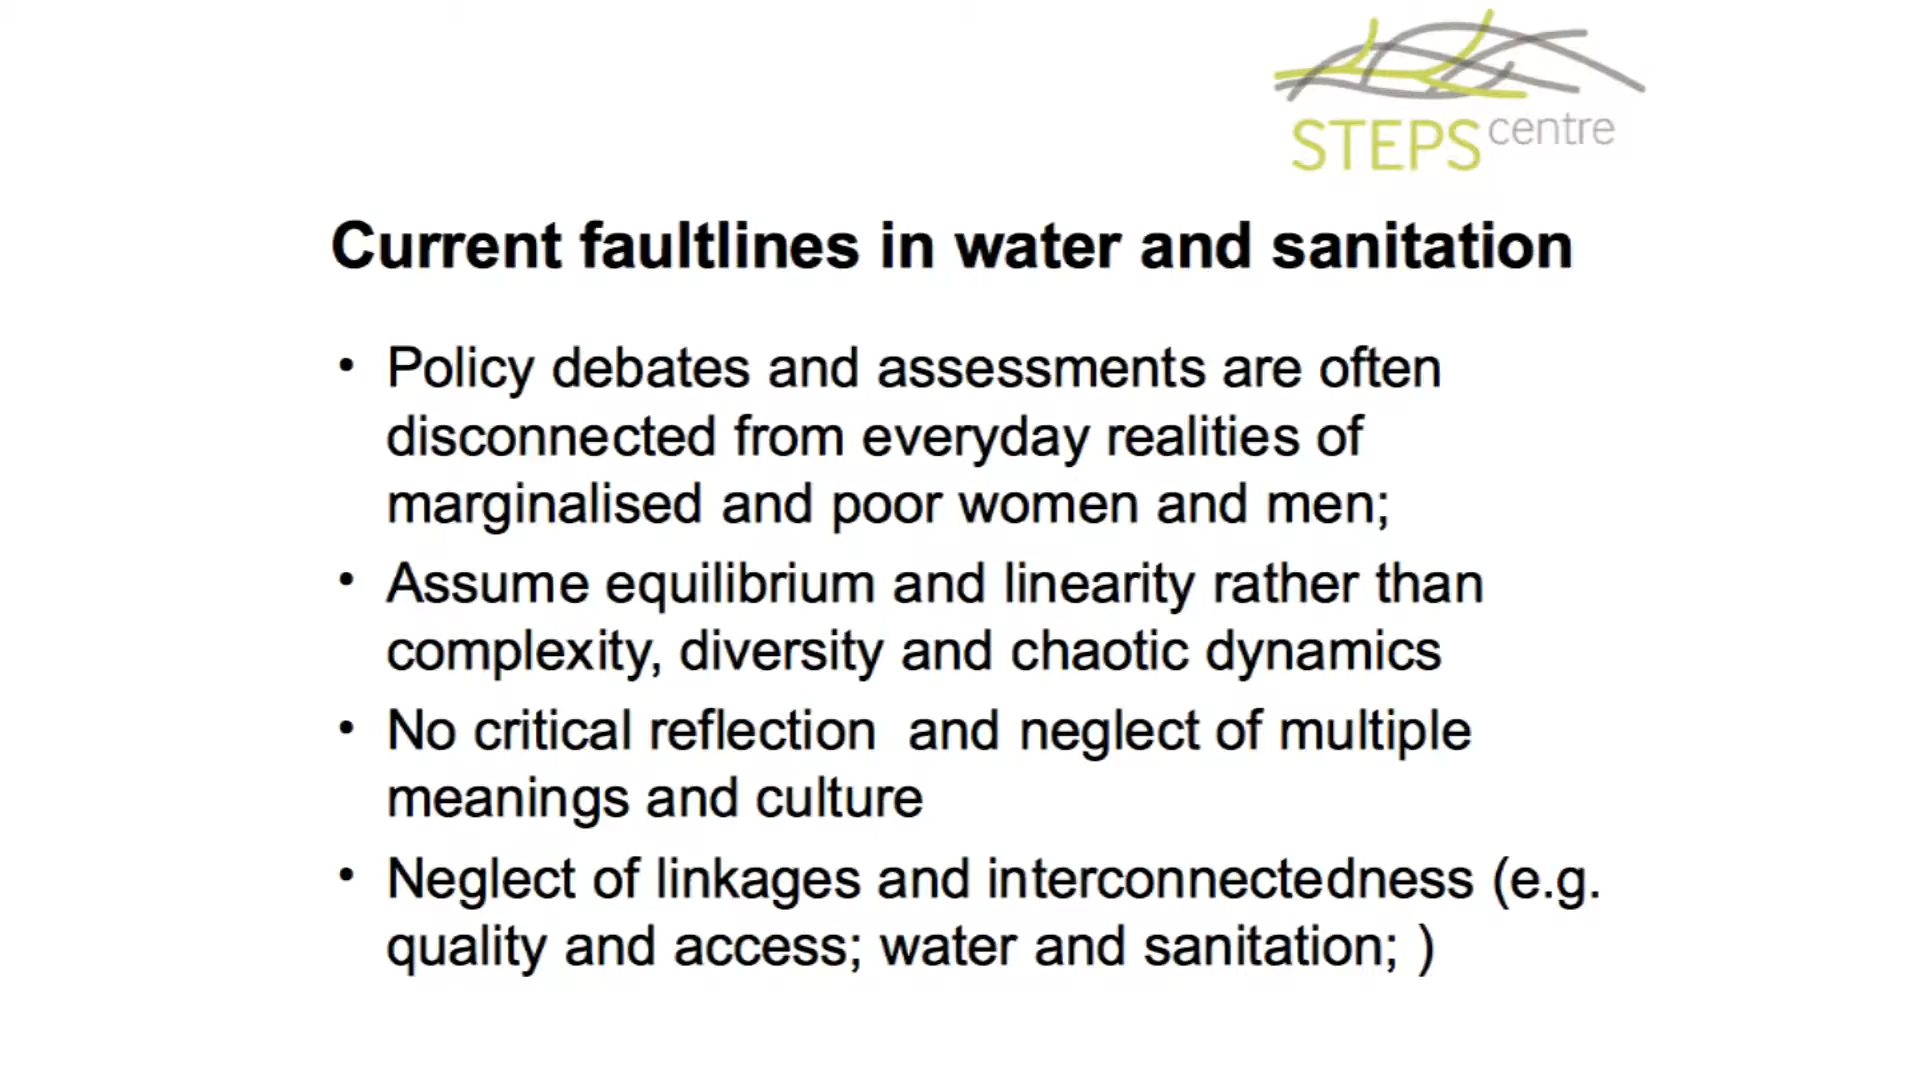 STEPS centre
Current faultlines in water and sanitation
• Policy debates and assessments are often
disconnected from everyday realities of
marginalised and poor women and men;
• Assume equilibrium and linearity rather than
complexity, diversity and chaotic dynamics
• No critical reflection  and neglect of multiple
meanings and culture
• Neglect of linkages and interconnectedness (e.g.
quality and access; water and sanitation; )